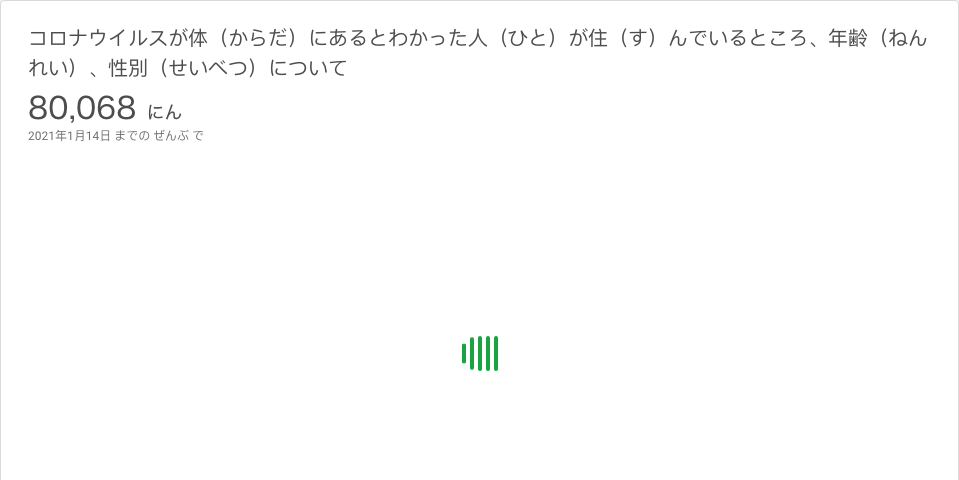 コロナウイルスが体（からだ）にあるとわかった人（ひと）が住（す）んでいるところ、年齢（ねん
れい）、性別（せいべつ）について
80,068 にん
2021年1月14日 までの ぜんぶ で